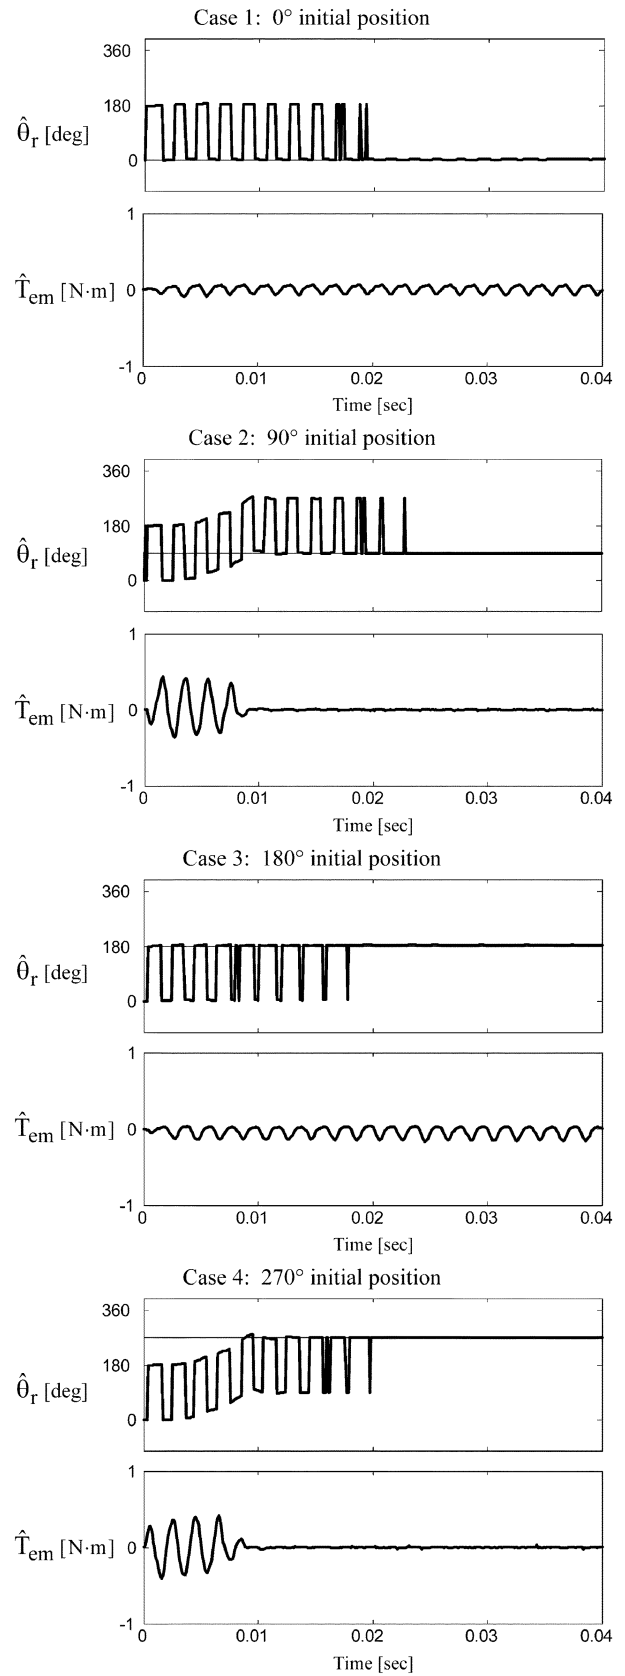 Case 1: 0° initial position
360
180
θ̂r [deg]
0
1
T̂em [N·m] 0
-1
0 0.01 0.02 0.03 0.04
Time [sec]
Case 2: 90° initial position
360
180
θ̂r [deg]
0
1
T̂em [N·m] 0
-1
0 0.01 0.02 0.03 0.04
Time [sec]
Case 3: 180° initial position
360
180
θ̂r [deg]
0
1
T̂em [N·m] 0
-1
0 0.01 0.02 0.03 0.04
Time [sec]
Case 4: 270° initial position
360
180
θ̂r [deg]
0
1
T̂em [N·m] 0
-1
0 0.01 0.02 0.03 0.04
Time [sec]